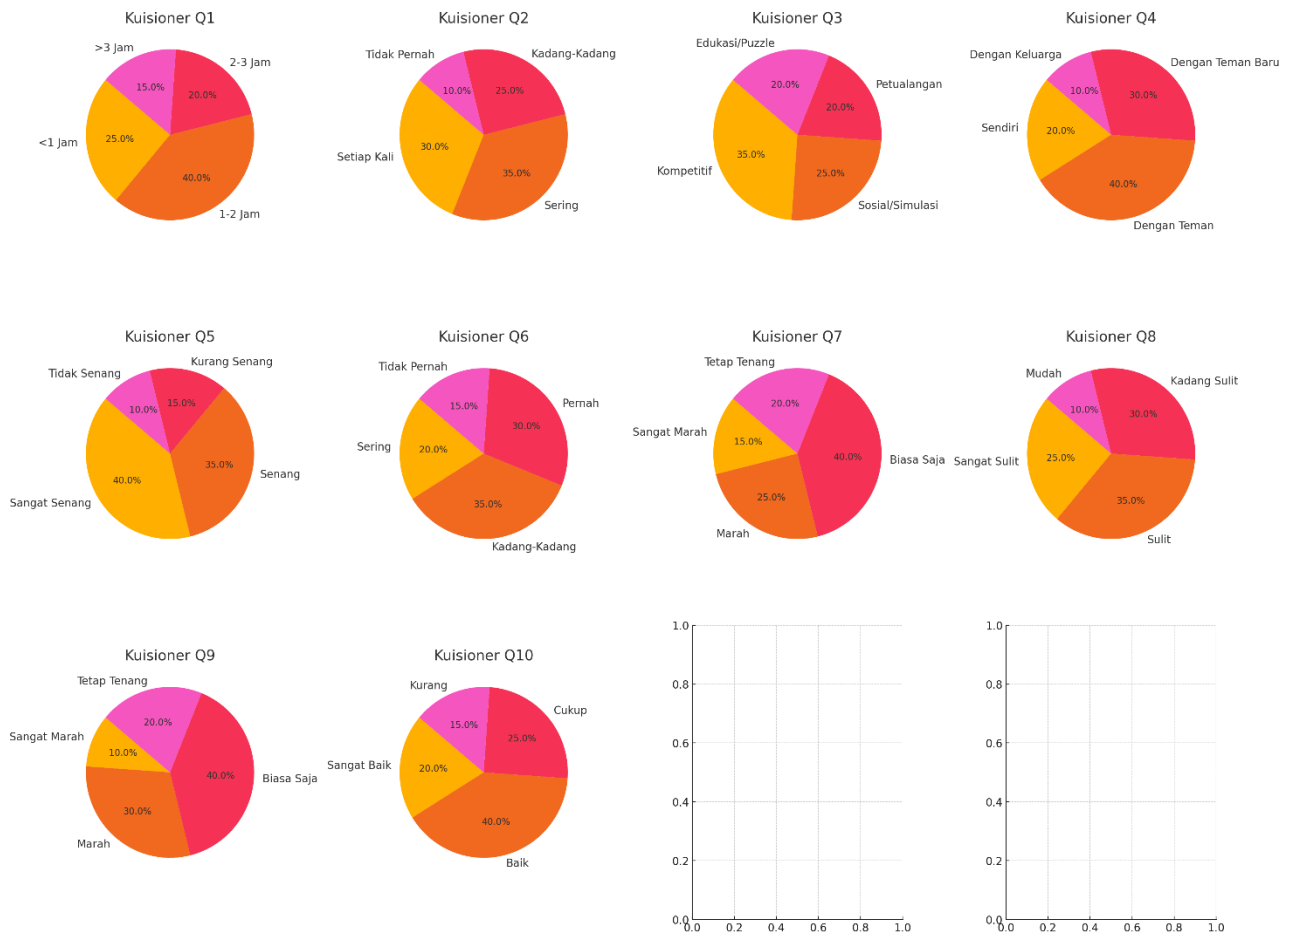 Kuisioner Q1
>3 Jam
2-3 Jam
15.0%
20.0%
<1 Jam
25.0%
40.0%
1-2 Jam
Kuisioner Q2
Tidak Pernah
Kadang-Kadang
10.0%
25.0%
Setiap Kali
30.0%
35.0%
Sering
Kuisioner Q3
Edukasi/Puzzle
Petualangan
20.0%
20.0%
Kompetitif
35.0%
25.0%
Sosial/Simulasi
Kuisioner Q4
Dengan Keluarga
Dengan Teman Baru
10.0%
30.0%
Sendiri
20.0%
40.0%
Dengan Teman
Kuisioner Q5
Kurang Senang
Tidak Senang
10.0%
15.0%
35.0%
Senang
40.0%
Sangat Senang
Kuisioner Q6
Tidak Pernah
Pernah
15.0%
30.0%
Sering
20.0%
35.0%
Kadang-Kadang
Kuisioner Q7
Tetap Tenang
20.0%
Sangat Marah
15.0%
40.0%
Biasa Saja
25.0%
Marah
Kuisioner Q8
Mudah
Kadang Sulit
10.0%
30.0%
Sangat Sulit
25.0%
35.0%
Sulit
Kuisioner Q9
Tetap Tenang
20.0%
Sangat Marah
10.0%
40.0%
Biasa Saja
30.0%
Marah
Kuisioner Q10
Kurang
Cukup
15.0%
25.0%
Sangat Baik
20.0%
40.0%
Baik
1.0
0.8
0.6
0.4
0.2
0.0
0.0 0.2 0.4 0.6 0.8 1.0
1.0
0.8
0.6
0.4
0.2
0.0
0.0 0.2 0.4 0.6 0.8 1.0